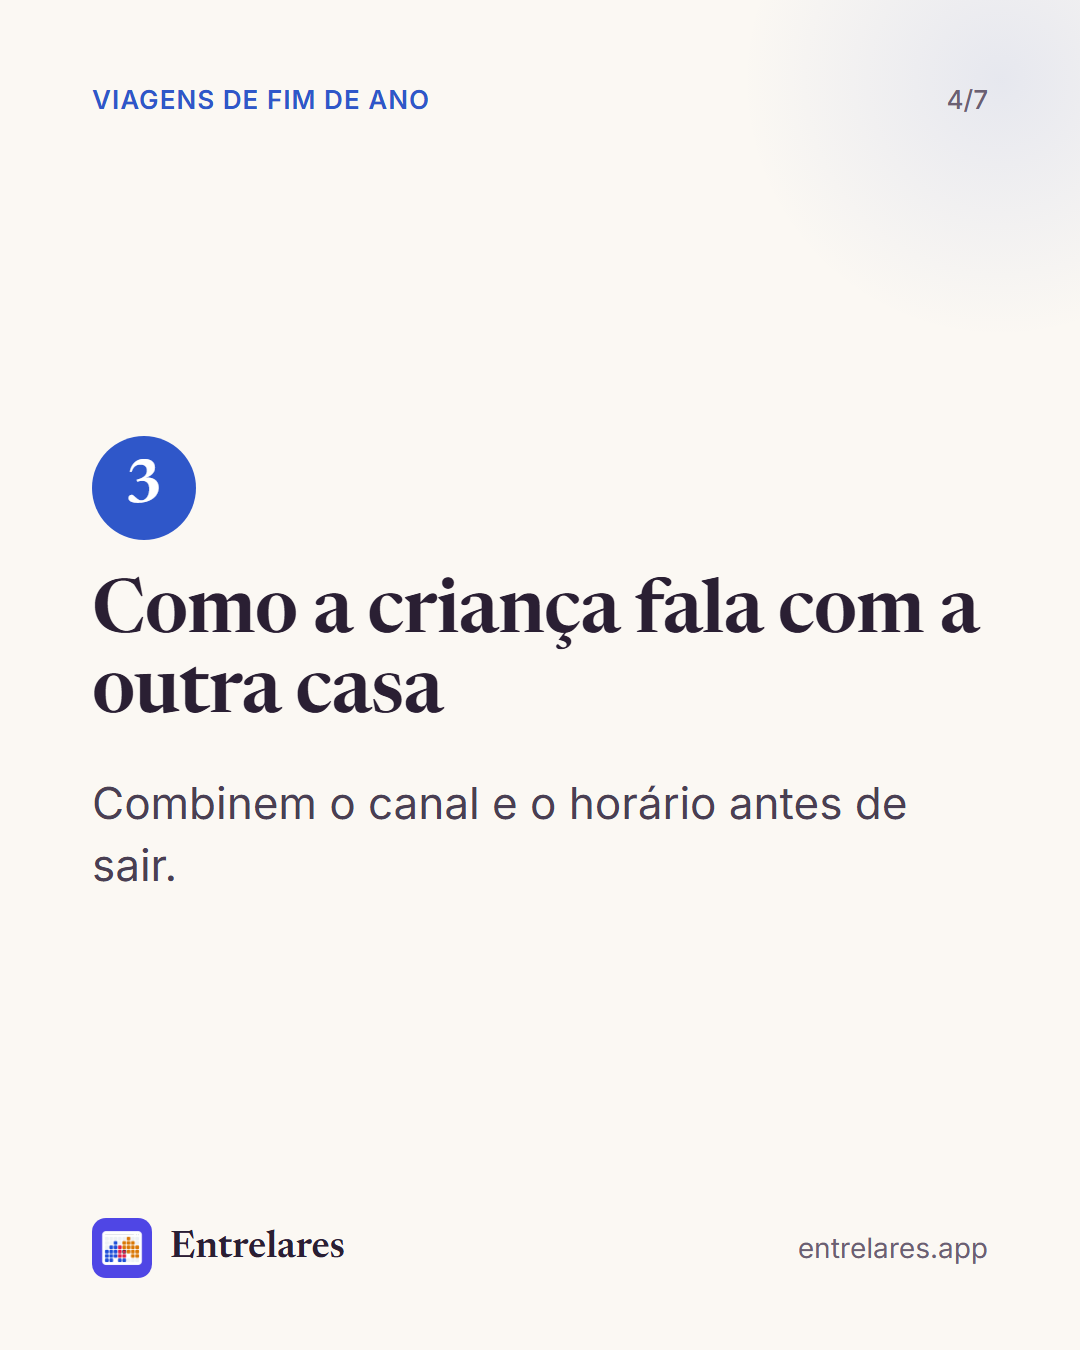 VIAGENS DE FIM DE ANO
4/7
3
Como a criança fala com a
outra casa
Combinem o canal e o horário antes de
sair.
Entrelares
entrelares.app